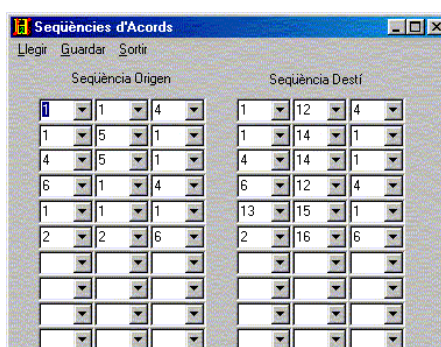 Seqüències d'Acords
Llegir Guardar Sortir
Seqüència Origen Seqüència Destí
1 1 4 1 12 4
1 5 1 1 14 1
4 5 1 4 14 1
6 1 4 6 12 4
1 1 1 13 15 1
2 2 6 2 16 6